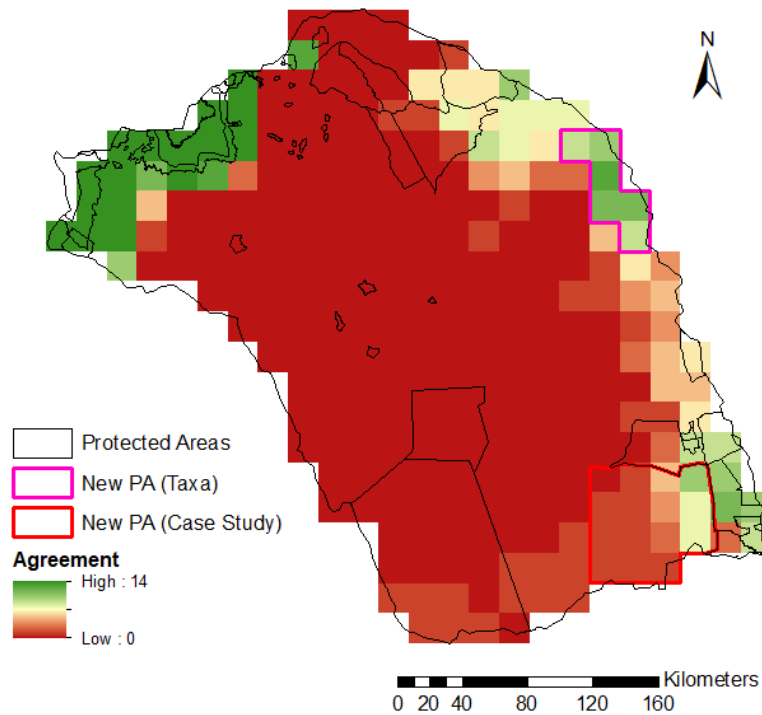 N
Protected Areas
New PA (Taxa)
New PA (Case Study)
Agreement
High : 14
Low : 0
Kilometers
0 20 40 80 120 160